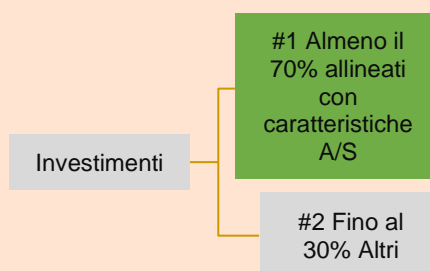 #1 Almeno il
70% allineati
con
caratteristiche
A/S
Investimenti
#2 Fino al
30% Altri